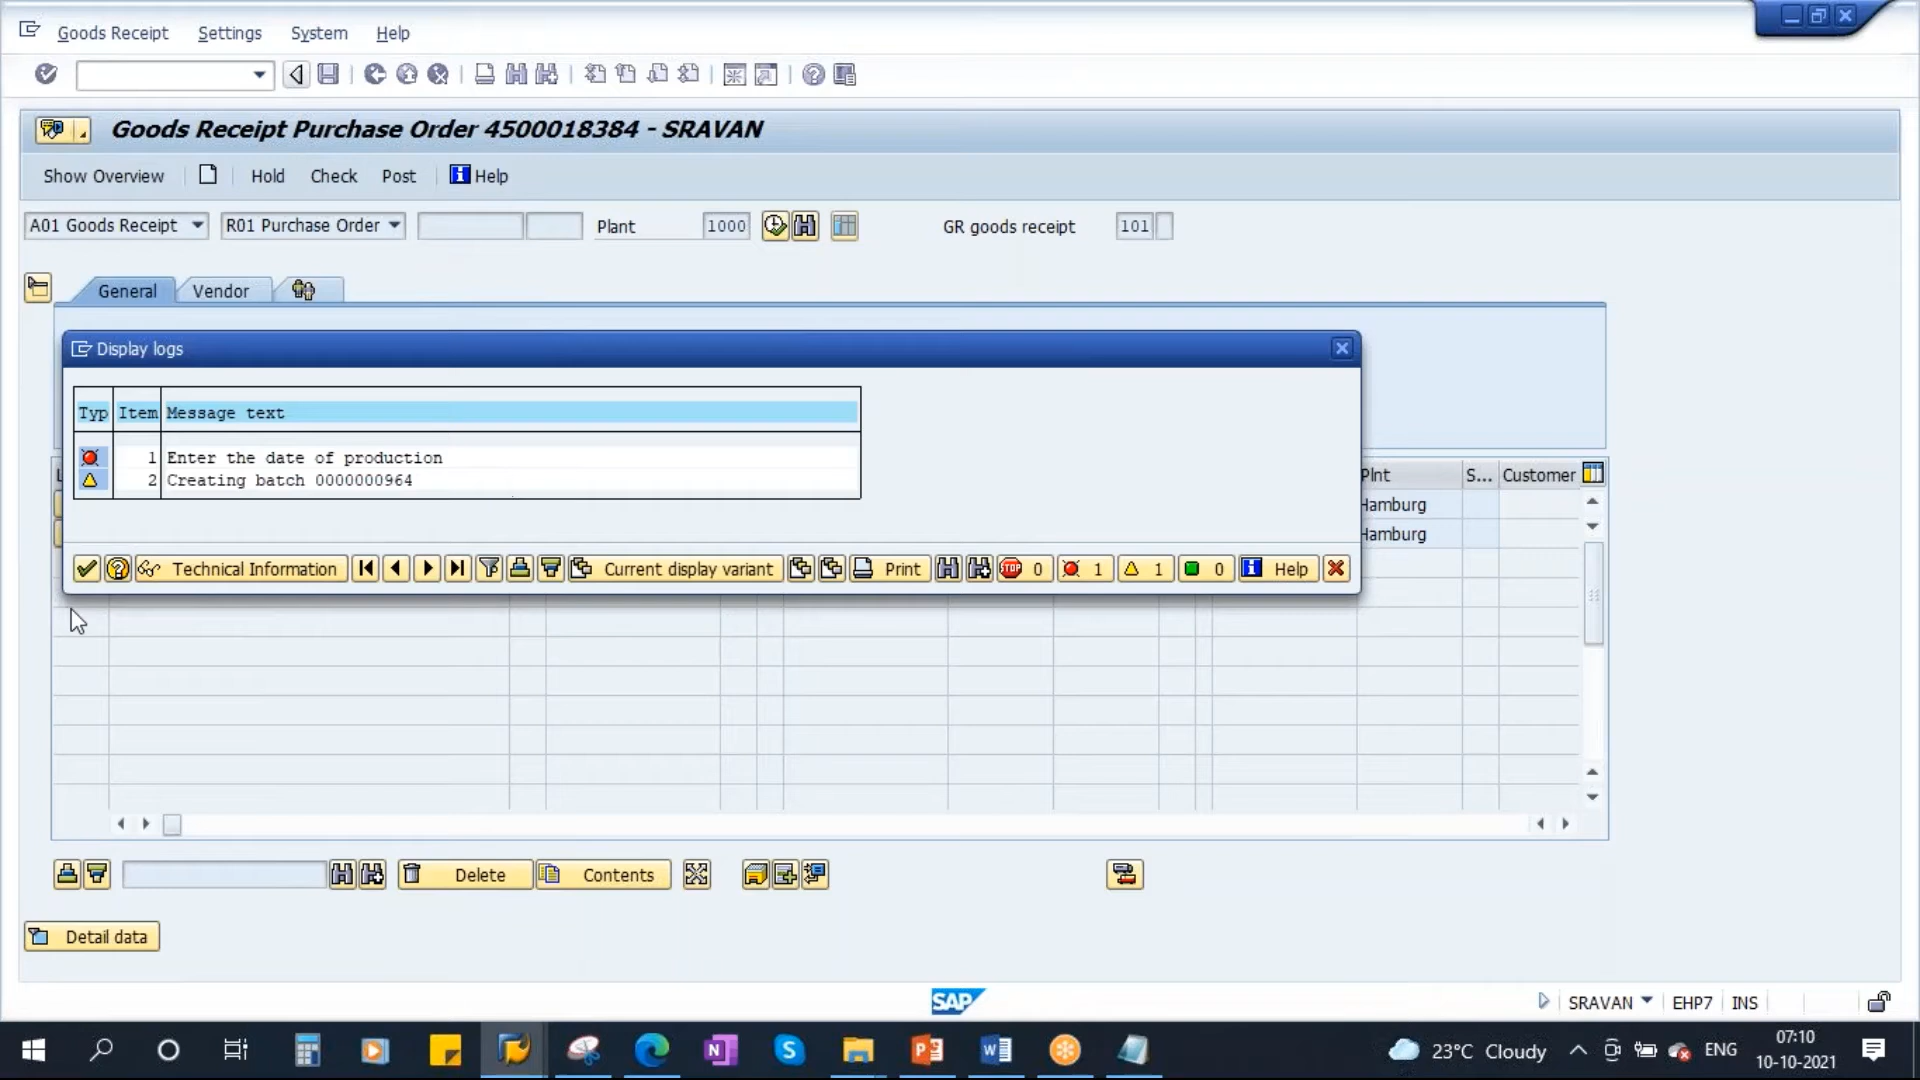 Goods Receipt Settings System Help
Goods Receipt Purchase Order 4500018384 - SRAVAN
Show Overview Hold Check Post Help
A01 Goods Receipt R01 Purchase Order Plant 1000 GR goods receipt 101
General Vendor
Display logs
Typ Item Message text
1 Enter the date of production
2 Creating batch 0000000964
Plnt S... Customer
Hamburg
Hamburg
Technical Information Current display variant Print STOP 0 1 1 0 Help
Delete Contents
Detail data
SAP
SRAVAN EHP7 INS
23°C Cloudy ENG 07:10
10-10-2021